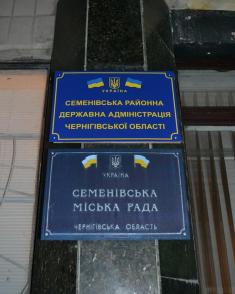 УКРАЇНА
СЕМЕНІВСЬКА РАЙОННА
ДЕРЖАВНА АДМІНІСТРАЦІЯ
ЧЕРНІГІВСЬКОЇ ОБЛАСТІ
УКРАЇНА
СЕМЕНІВСЬКА
МІСЬКА РАДА
ЧЕРНІГІВСЬКА ОБЛАСТЬ